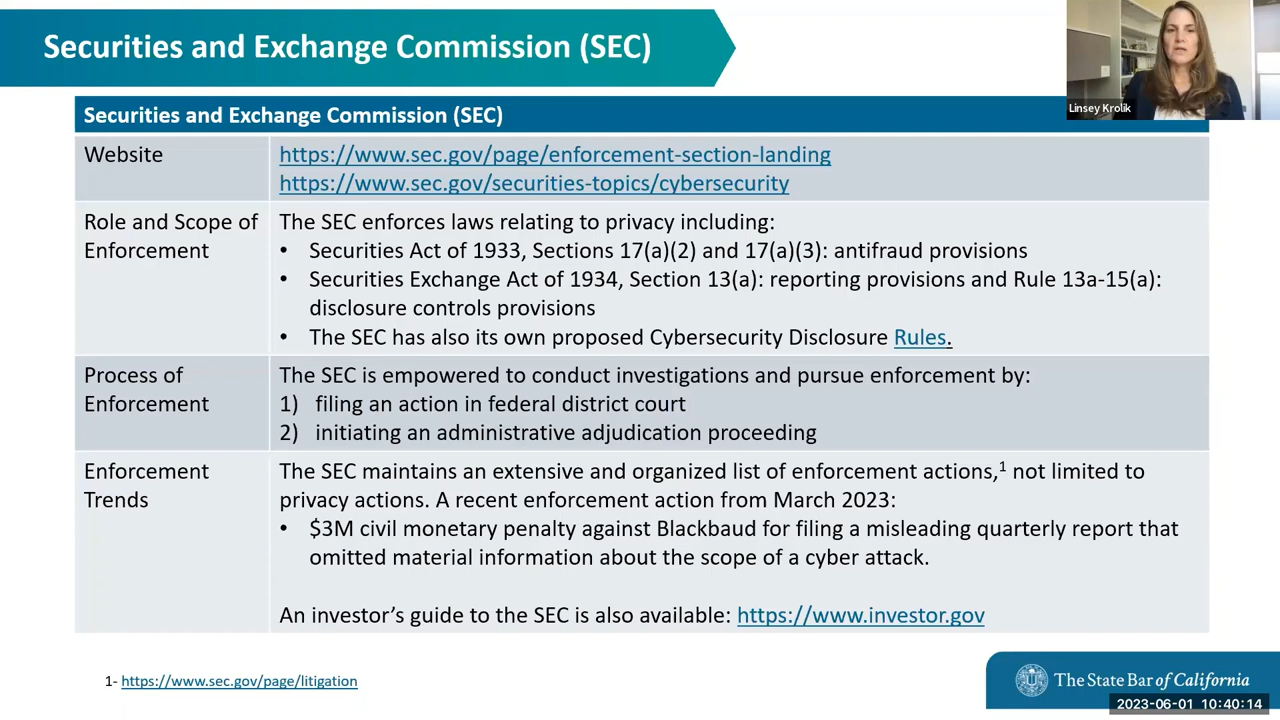 Securities and Exchange Commission (SEC)
Linsey Krolik
Securities and Exchange Commission (SEC)
Website
https://www.sec.gov/page/enforcement-section-landing
https://www.sec.gov/securities-topics/cybersecurity
Role and Scope of
Enforcement
The SEC enforces laws relating to privacy including:
• Securities Act of 1933, Sections 17(a)(2) and 17(a)(3): antifraud provisions
• Securities Exchange Act of 1934, Section 13(a): reporting provisions and Rule 13a-15(a):
disclosure controls provisions
• The SEC has also its own proposed Cybersecurity Disclosure Rules.
Process of
Enforcement
The SEC is empowered to conduct investigations and pursue enforcement by:
1) filing an action in federal district court
2) initiating an administrative adjudication proceeding
Enforcement
Trends
The SEC maintains an extensive and organized list of enforcement actions,¹ not limited to
privacy actions. A recent enforcement action from March 2023:
• $3M civil monetary penalty against Blackbaud for filing a misleading quarterly report that
omitted material information about the scope of a cyber attack.
An investor's guide to the SEC is also available: https://www.investor.gov
1- https://www.sec.gov/page/litigation
The State Bar of California
2023-06-01 10:40:14